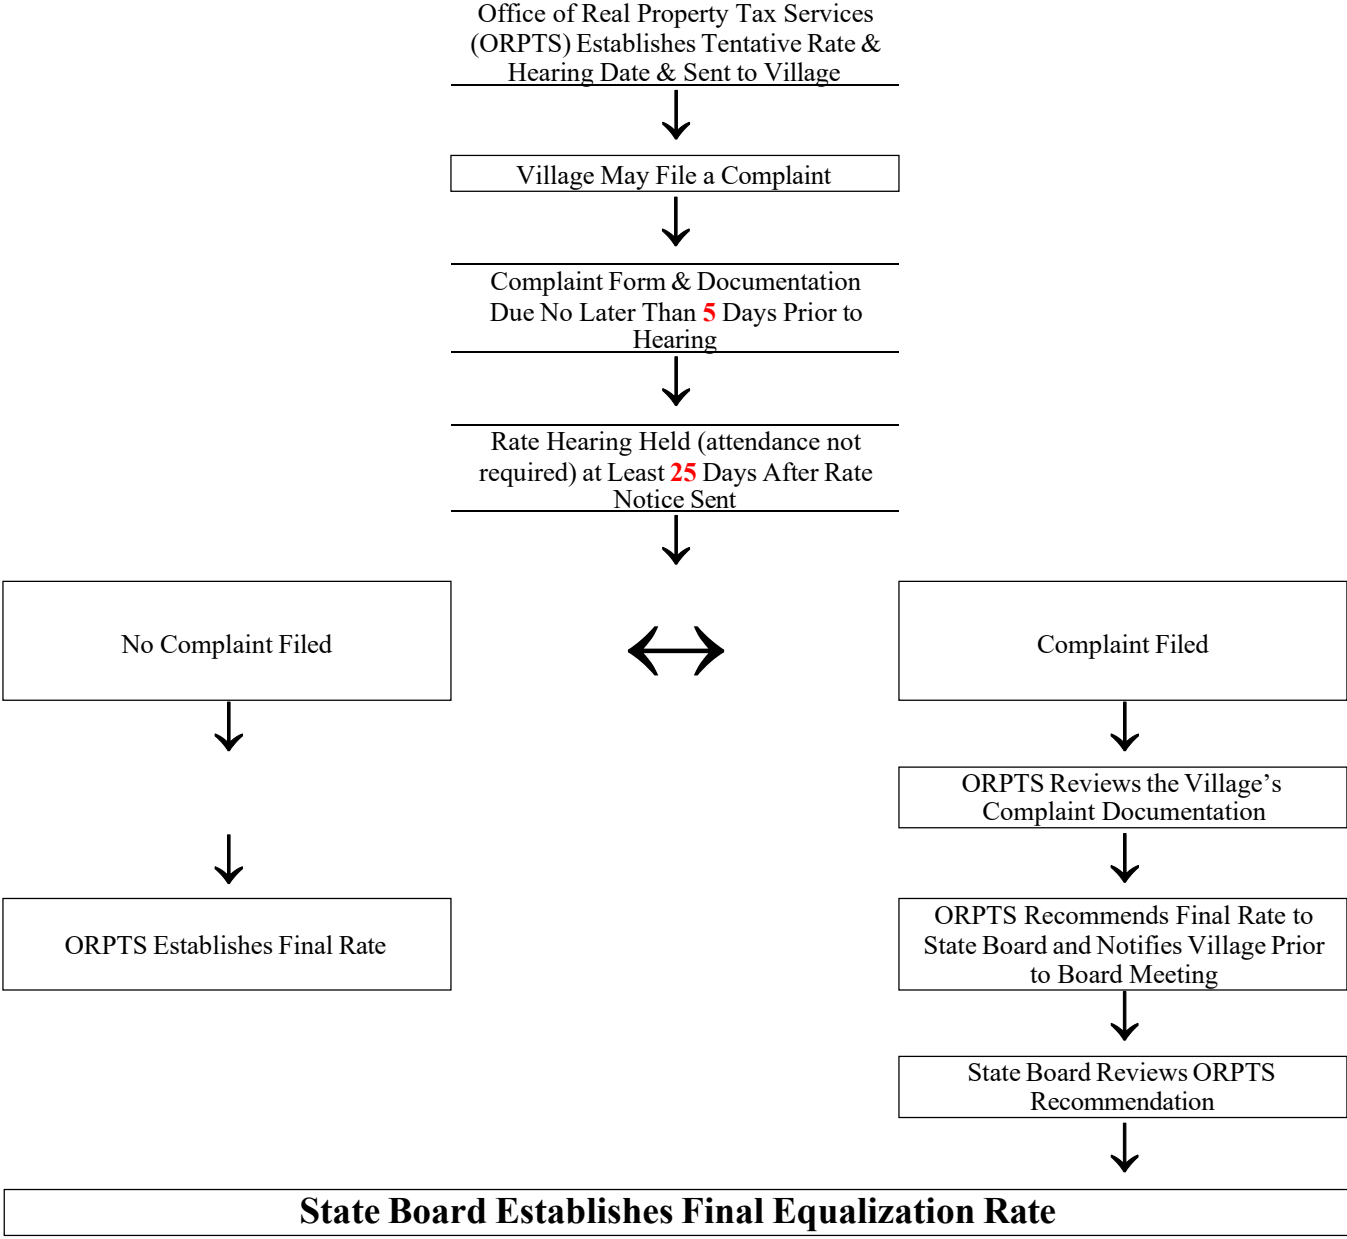 Office of Real Property Tax Services
(ORPTS) Establishes Tentative Rate &
Hearing Date & Sent to Village
Village May File a Complaint
Complaint Form & Documentation
Due No Later Than 5 Days Prior to
Hearing
Rate Hearing Held (attendance not
required) at Least 25 Days After Rate
Notice Sent
No Complaint Filed
Complaint Filed
ORPTS Reviews the Village’s
Complaint Documentation
ORPTS Establishes Final Rate
ORPTS Recommends Final Rate to
State Board and Notifies Village Prior
to Board Meeting
State Board Reviews ORPTS
Recommendation
State Board Establishes Final Equalization Rate